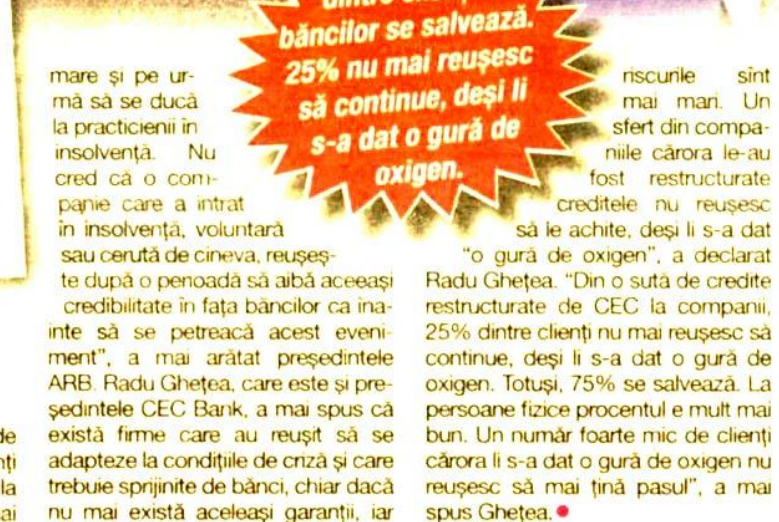 băncilor se salvează.
25% nu mai reușesc
să continue, deși li
s-a dat o gură de
oxigen.
mare și pe ur-
mă să se ducă
la practicienii în
insolvență. Nu
cred că o com-
panie care a intrat
în insolvență, voluntară
sau cerută de cineva, reușeș-
te după o perioadă să aibă aceeași
credibilitate în fața băncilor ca îna-
inte să se petreacă acest eveni-
ment", a mai arătat președintele
ARB. Radu Ghețea, care este și pre-
ședintele CEC Bank, a mai spus că
există firme care au reușit să se
adapteze la condițiile de criză și care
trebuie sprijinite de bănci, chiar dacă
nu mai există aceleași garanții, iar
riscurile sînt
mai mari. Un
sfert din compa-
niile cărora le-au
fost restructurate
creditele nu reușesc
să le achite, deși li s-a dat
"o gură de oxigen", a declarat
Radu Ghețea. "Din o sută de credite
restructurate de CEC la companii,
25% dintre clienți nu mai reușesc să
continue, deși li s-a dat o gură de
oxigen. Totuși, 75% se salvează. La
persoane fizice procentul e mult mai
bun. Un număr foarte mic de clienți
cărora li s-a dat o gură de oxigen nu
reușesc să mai țină pasul", a mai
spus Ghețea.